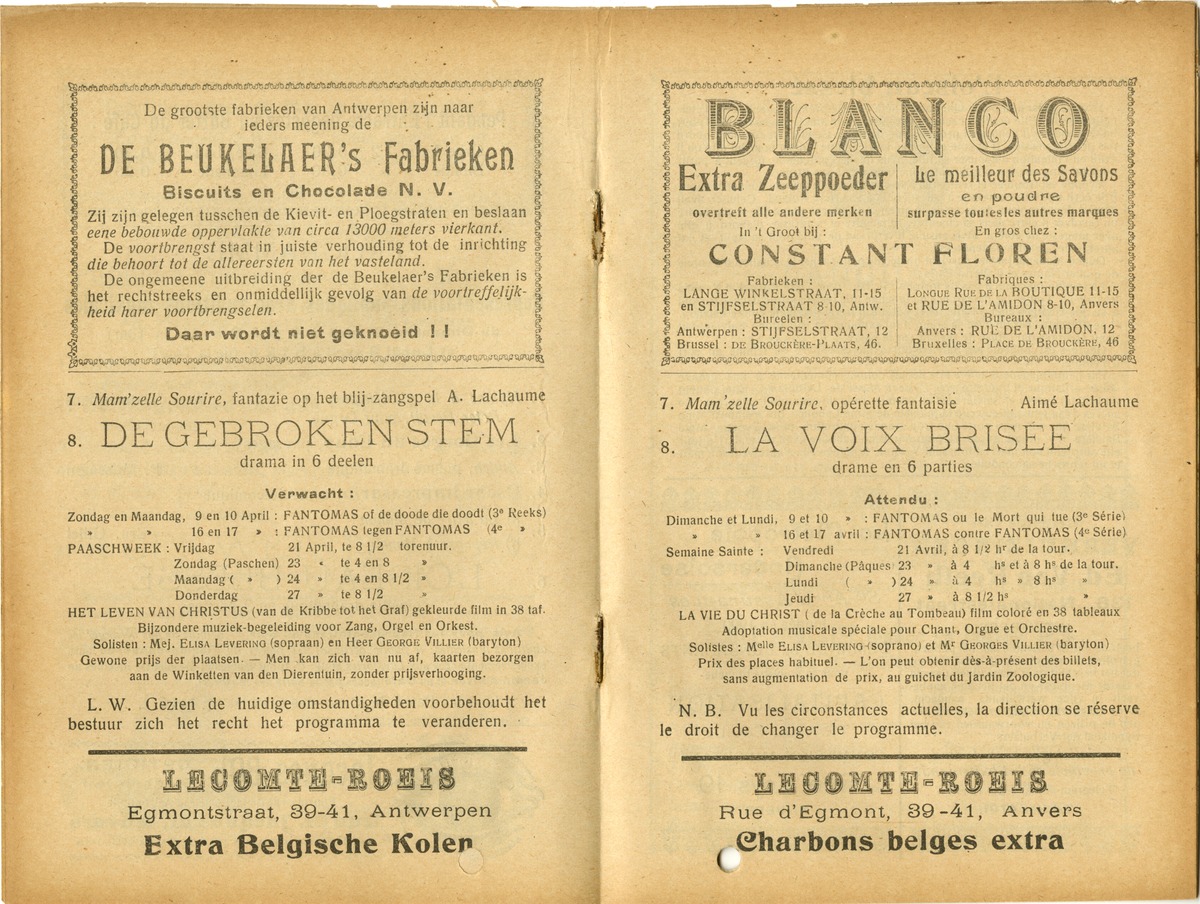 De grootste fabrieken van Antwerpen zijn naar
ieders meening de
DE BEUKELAER's Fabrieken
Biscuits en Chocolade N. V.
Zij zijn gelegen tusschen de Kievit- en Ploegstraten en beslaan
eene bebouwde oppervlakte van circa 13000 meters vierkant.
De voortbrengst staat in juiste verhouding tot de inrichting
die behoort tot de allereersten van het vasteland.
De ongemeene uitbreiding der de Beukelaer's Fabrieken is
het rechtstreeks en onmiddellijk gevolg van de voortreffelijk-
heid harer voortbrengselen.
Daar wordt niet geknoeid ! !
7. Mam'zelle Sourire, fantazie op het blij-zangspel A. Lachaume
8. DE GEBROKEN STEM
drama in 6 deelen
Verwacht :
Zondag en Maandag, 9 en 10 April : FANTOMAS of de doode die doodt (3e Reeks)
» » 16 en 17 » : FANTOMAS tegen FANTOMAS (4e »
PAASCHWEEK : Vrijdag 21 April, te 8 1/2 torenuur.
Zondag (Paschen) 23 « te 4 en 8 »
Maandag ( » ) 24 » te 4 en 8 1/2 »
Donderdag 27 » te 8 1/2 »
HET LEVEN VAN CHRISTUS (van de Kribbe tot het Graf) gekleurde film in 38 taf.
Bijzondere muziek-begeleiding voor Zang, Orgel en Orkest.
Solisten : Mej. ELISA LEVERING (sopraan) en Heer GEORGE VILLIER (baryton)
Gewone prijs der plaatsen. — Men kan zich van nu af, kaarten bezorgen
aan de Winketten van den Dierentuin, zonder prijsverhooging.
L. W. Gezien de huidige omstandigheden voorbehoudt het
bestuur zich het recht het programma te veranderen.
LECOMTE-ROEIS
Egmontstraat, 39-41, Antwerpen
Extra Belgische Kolen
BLANCO
Extra Zeeppoeder
overtreft alle andere merken
In 't Groot bij :
Le meilleur des Savons
en poudre
surpasse toutes les autres marques
En gros chez :
CONSTANT FLOREN
Fabrieken :
LANGE WINKELSTRAAT, 11-15
en STIJFSELSTRAAT 8-10, Antw.
Bureelen :
Antwerpen : STIJFSELSTRAAT, 12
Brussel : DE BROUCKÈRE-PLAATS, 46.
Fabriques :
LONGUE RUE DE LA BOUTIQUE 11-15
et RUE DE L'AMIDON 8-10, Anvers
Bureaux :
Anvers : RUE DE L'AMIDON, 12
Bruxelles : PLACE DE BROUCKÈRE, 46
7. Mam'zelle Sourire, opérette fantaisie Aimé Lachaume
8. LA VOIX BRISÉE
drame en 6 parties
Attendu :
Dimanche et Lundi, 9 et 10 » : FANTOMAS ou le Mort qui tue (3e Série)
» » 16 et 17 avril : FANTOMAS contre FANTOMAS (4e Série)
Semaine Sainte : Vendredi 21 Avril, à 8 1/2 hr de la tour.
Dimanche (Pâques 23 » à 4 hs et à 8 hs de la tour.
Lundi ( » ) 24 » à 4 hs » 8 hs »
Jeudi 27 » à 8 1/2 hs »
LA VIE DU CHRIST ( de la Crèche au Tombeau) film coloré en 38 tableaux
Adoptation musicale spéciale pour Chant, Orgue et Orchestre.
Solistes : Melle ELISA LEVERING (soprano) et Mr GEORGES VILLIER (baryton)
Prix des places habituel. — L'on peut obtenir dès-à-présent des billets,
sans augmentation de prix, au guichet du Jardin Zoologique.
N. B. Vu les circonstances actuelles, la direction se réserve
le droit de changer le programme.
LECOMTE-ROEIS
Rue d'Egmont, 39-41, Anvers
Charbons belges extra